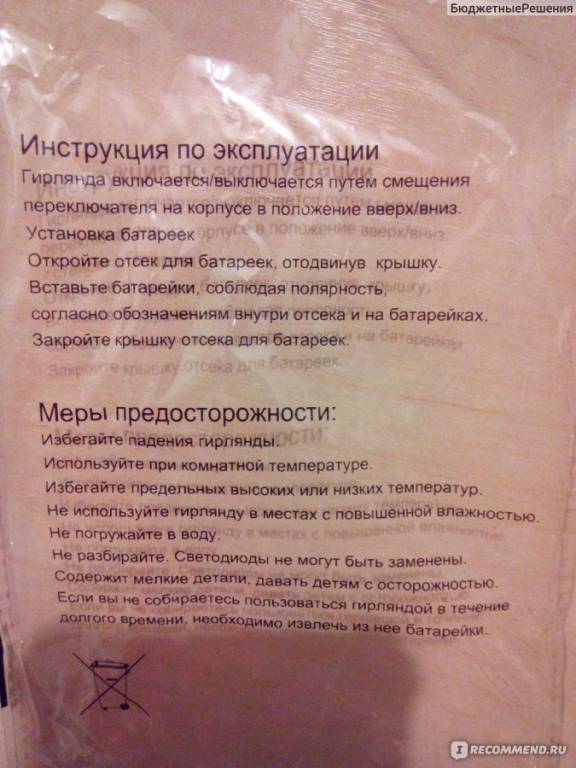 БюджетныеРешения
Инструкция по эксплуатации
Гирлянда включается/выключается путем смещения
переключателя на корпусе в положение вверх/вниз.
Установка батареек
Откройте отсек для батареек, отодвинув крышку.
Вставьте батарейки, соблюдая полярность,
согласно обозначениям внутри отсека и на батарейках.
Закройте крышку отсека для батареек.
Меры предосторожности:
Избегайте падения гирлянды.
Используйте при комнатной температуре.
Избегайте предельных высоких или низких температур.
Не используйте гирлянду в местах с повышенной влажностью.
Не погружайте в воду.
Не разбирайте. Светодиоды не могут быть заменены.
Содержит мелкие детали, давать детям с осторожностью.
Если вы не собираетесь пользоваться гирляндой в течение
долгого времени, необходимо извлечь из нее батарейки.
IRECOMMEND.RU